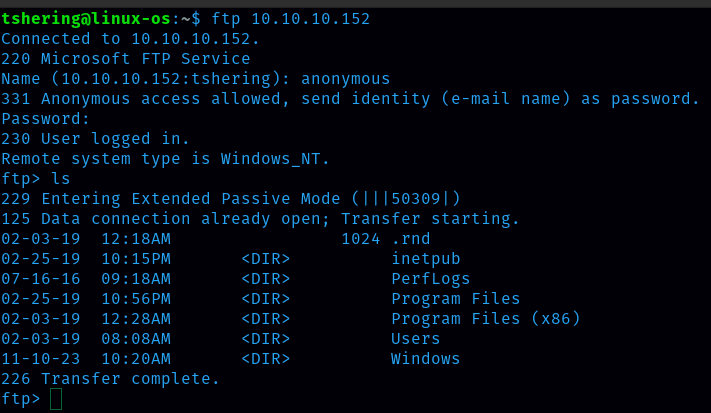 tshering@linux-os:~$ ftp 10.10.10.152
Connected to 10.10.10.152.
220 Microsoft FTP Service
Name (10.10.10.152:tshering): anonymous
331 Anonymous access allowed, send identity (e-mail name) as password.
Password:
230 User logged in.
Remote system type is Windows_NT.
ftp> ls
229 Entering Extended Passive Mode (|||50309|)
125 Data connection already open; Transfer starting.
02-03-19  12:18AM                 1024 .rnd
02-25-19  10:15PM       <DIR>          inetpub
07-16-16  09:18AM       <DIR>          PerfLogs
02-25-19  10:56PM       <DIR>          Program Files
02-03-19  12:28AM       <DIR>          Program Files (x86)
02-03-19  08:08AM       <DIR>          Users
11-10-23  10:20AM       <DIR>          Windows
226 Transfer complete.
ftp>